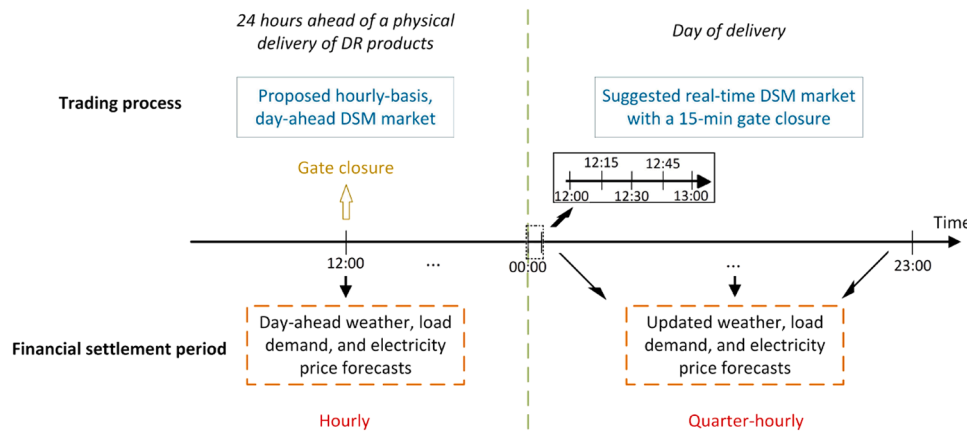 24 hours ahead of a physical
delivery of DR products
Day of delivery
Trading process
Proposed hourly-basis,
day-ahead DSM market
Suggested real-time DSM market
with a 15-min gate closure
Gate closure
12:15
12:45
12:00
12:30
13:00
Time
12:00
...
00:00
...
23:00
Financial settlement period
Day-ahead weather, load
demand, and electricity
price forecasts
Updated weather, load
demand, and electricity
price forecasts
Hourly
Quarter-hourly